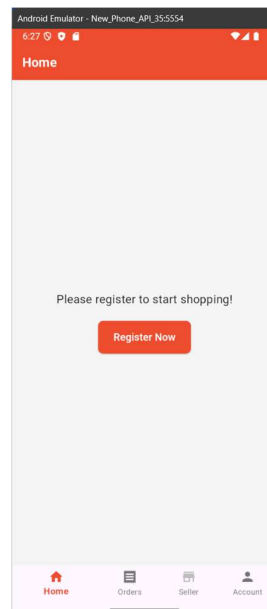 Android Emulator - New_Phone_API_35:5554
6:27
Home
Please register to start shopping!
Register Now
Home
Orders
Seller
Account